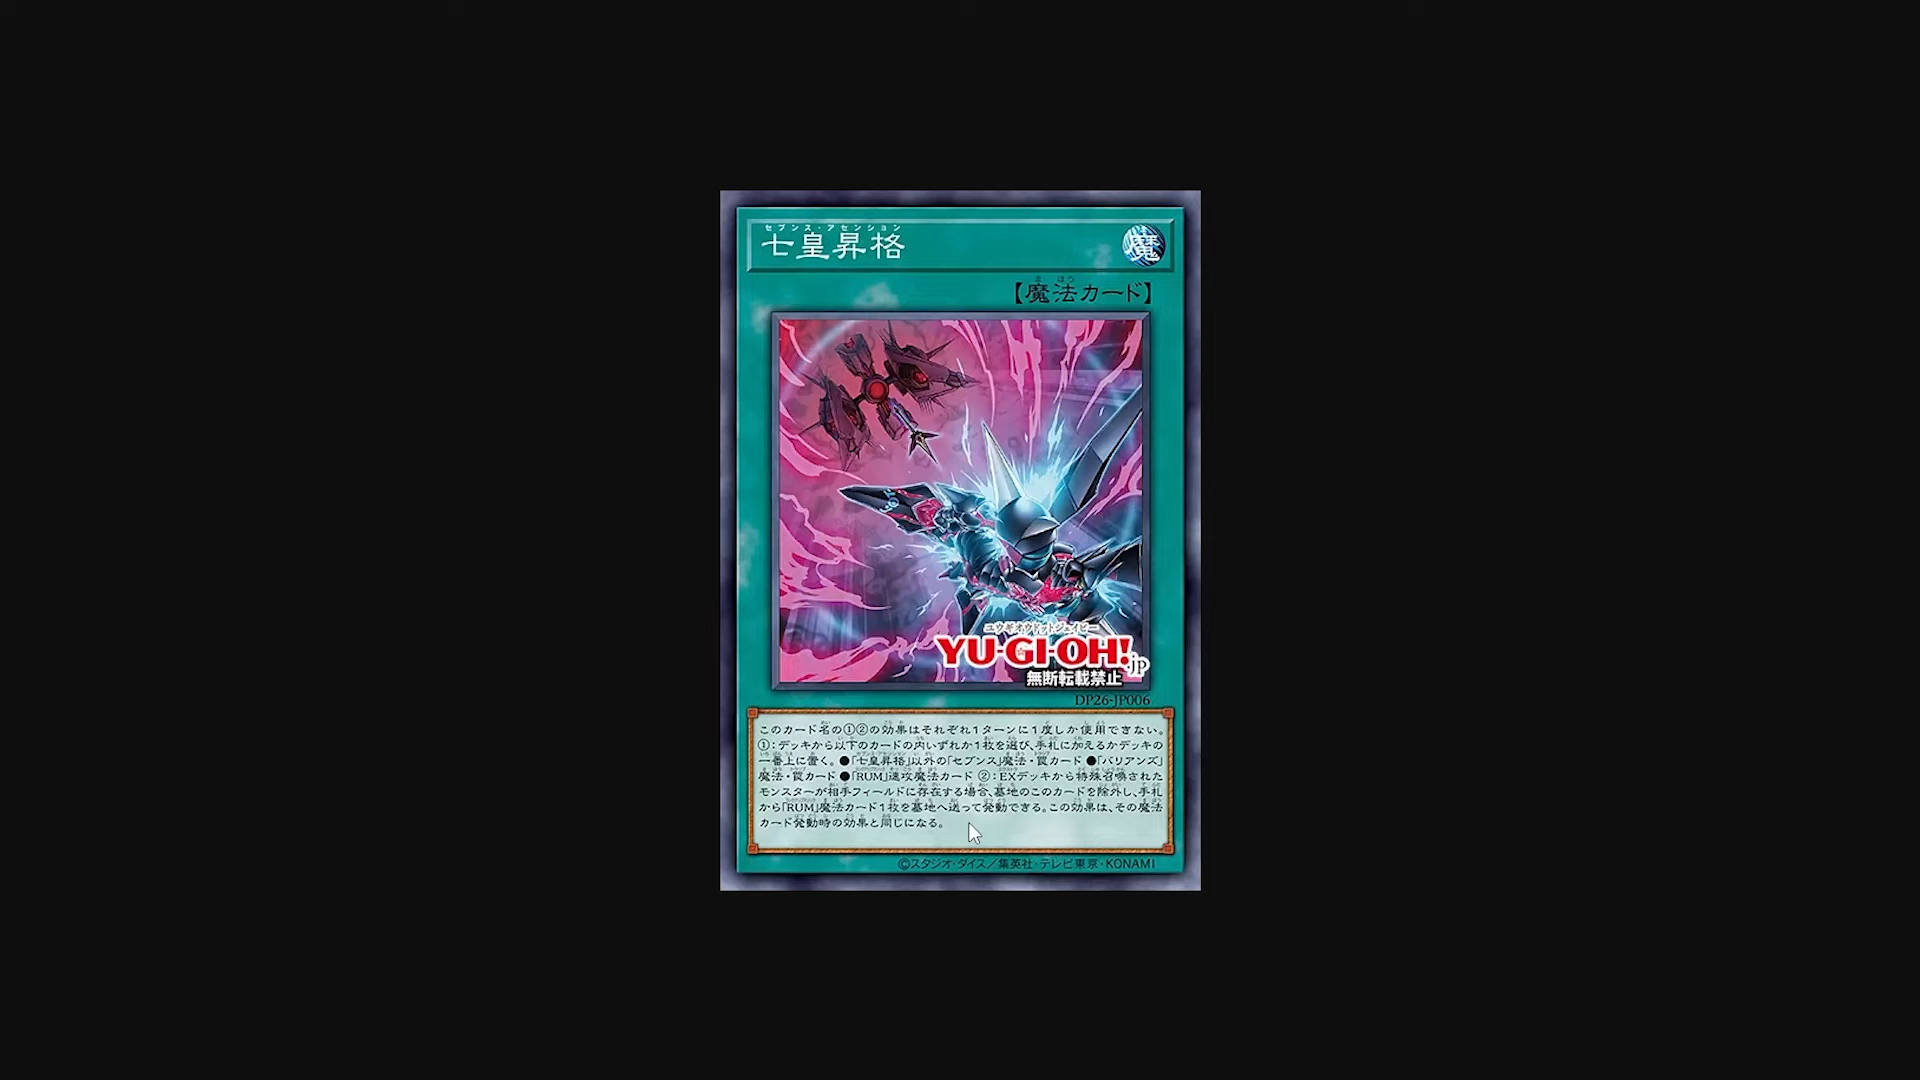 セブンス・アセンション
七皇昇格
魔
まほう
【魔法カード】
ユウギオウドットジェイピー
YU-GI-OH!.jp
無断転載禁止
DP26-JP006
このカード名の①②の効果はそれぞれ1ターンに1度しか使用できない。
①:デッキから以下のカードの内いずれか1枚を選び、手札に加えるかデッキの
一番上に置く。●「七皇昇格」以外の「セブンス」魔法・罠カード ●「バリアンズ」
魔法・罠カード ●「RUM」速攻魔法カード ②:EXデッキから特殊召喚された
モンスターが相手フィールドに存在する場合、墓地のこのカードを除外し、手札
から「RUM」魔法カード1枚を墓地へ送って発動できる。この効果は、その魔法
カード発動時の効果と同じになる。
©スタジオ・ダイス/集英社・テレビ東京・KONAMI